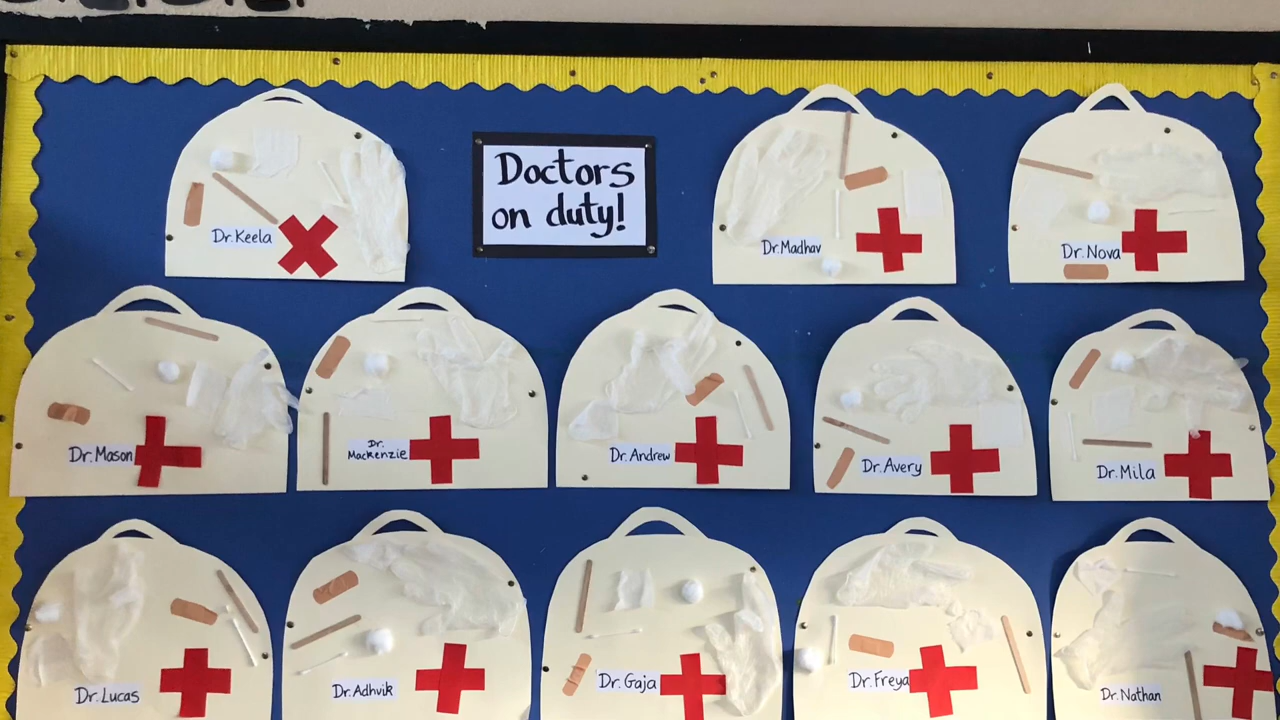 Doctors
on duty!
Dr. Keela
Dr. Madhav
Dr. Nova
Dr. Mason
Dr.
Mackenzie
Dr. Andrew
Dr. Avery
Dr. Mila
Dr. Lucas
Dr. Adhvik
Dr. Gaja
Dr. Freya
Dr. Nathan